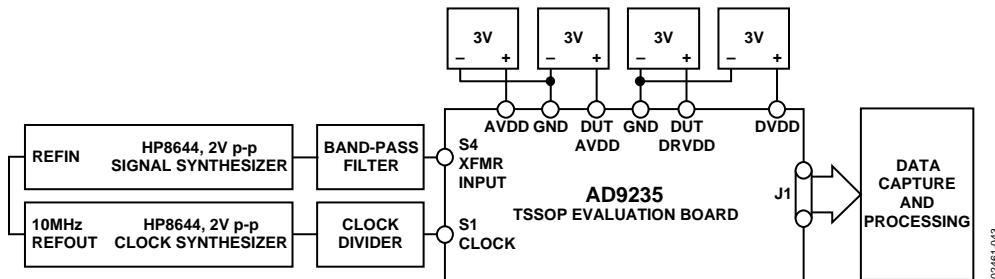 3V
– +
3V
– +
3V
– +
3V
– +
AVDD GND DUT AVDD GND DUT DRVDD DVDD
REFIN
HP8644, 2V p-p
SIGNAL SYNTHESIZER
BAND-PASS
FILTER
S4
XFMR
INPUT
10MHz
REFOUT
HP8644, 2V p-p
CLOCK SYNTHESIZER
CLOCK
DIVIDER
S1
CLOCK
AD9235
TSSOP EVALUATION BOARD
J1
DATA
CAPTURE
AND
PROCESSING